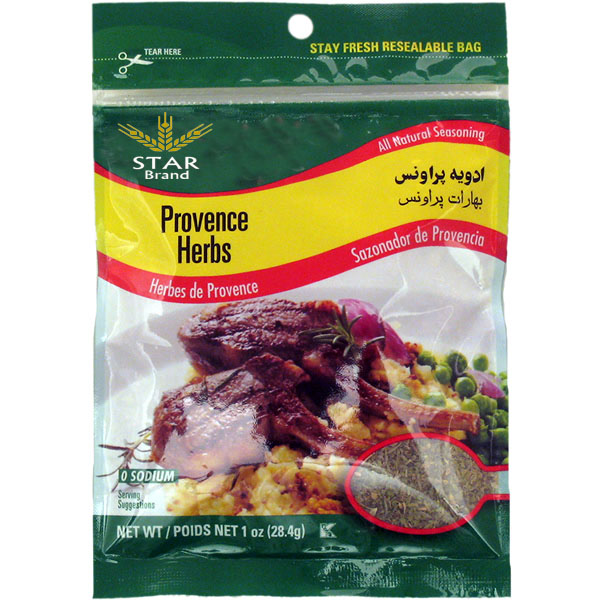 TEAR HERE
STAY FRESH RESEALABLE BAG
All Natural Seasoning
STAR
Brand
ادویه پراونس
بهارات پراونس
Provence
Herbs
Sazonador de Provencia
Herbes de Provence
0 SODIUM
Serving
Suggestions
NET WT / POIDS NET 1 oz (28.4g)
K